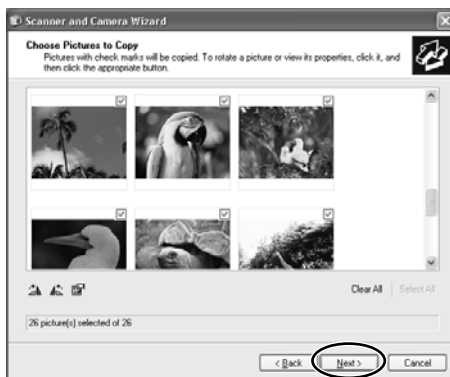 Scanner and Camera Wizard
Choose Pictures to Copy
Pictures with check marks will be copied. To rotate a picture or view its properties, click it, and
then click the appropriate button.
Clear All Select All
26 picture(s) selected of 26
< Back Next > Cancel